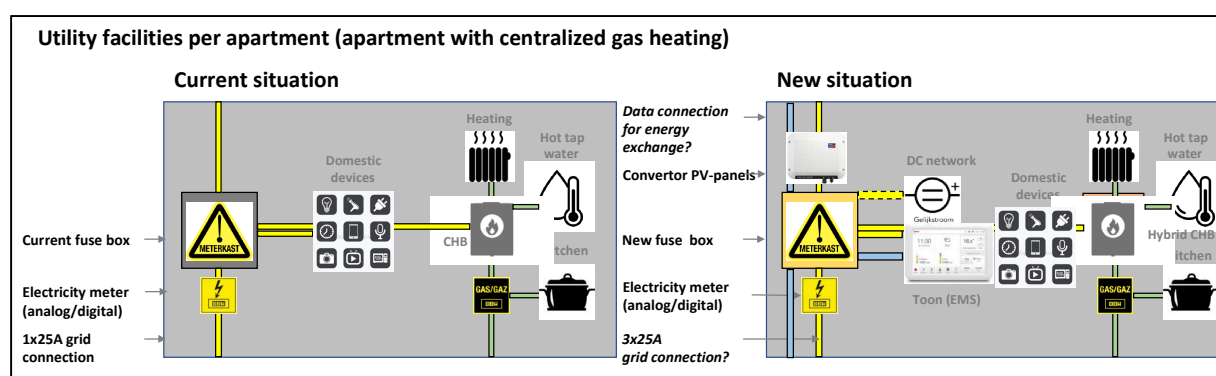 Utility facilities per apartment (apartment with centralized gas heating)
Current situation
Heating
Hot tap
water
Domestic
devices
METERKAST
CHB
Current fuse box
Electricity meter
(analog/digital)
1x25A grid
connection
GAS/GAZ
New situation
Data connection
for energy
exchange?
Convertor PV-panels
New fuse box
Electricity meter
(analog/digital)
3x25A
grid connection?
METERKAST
DC network
Gelijkstroom
11:00
Toon (EMS)
Domestic
devices
Heating
Hot tap
water
Hybrid CHB
GAS/GAZ